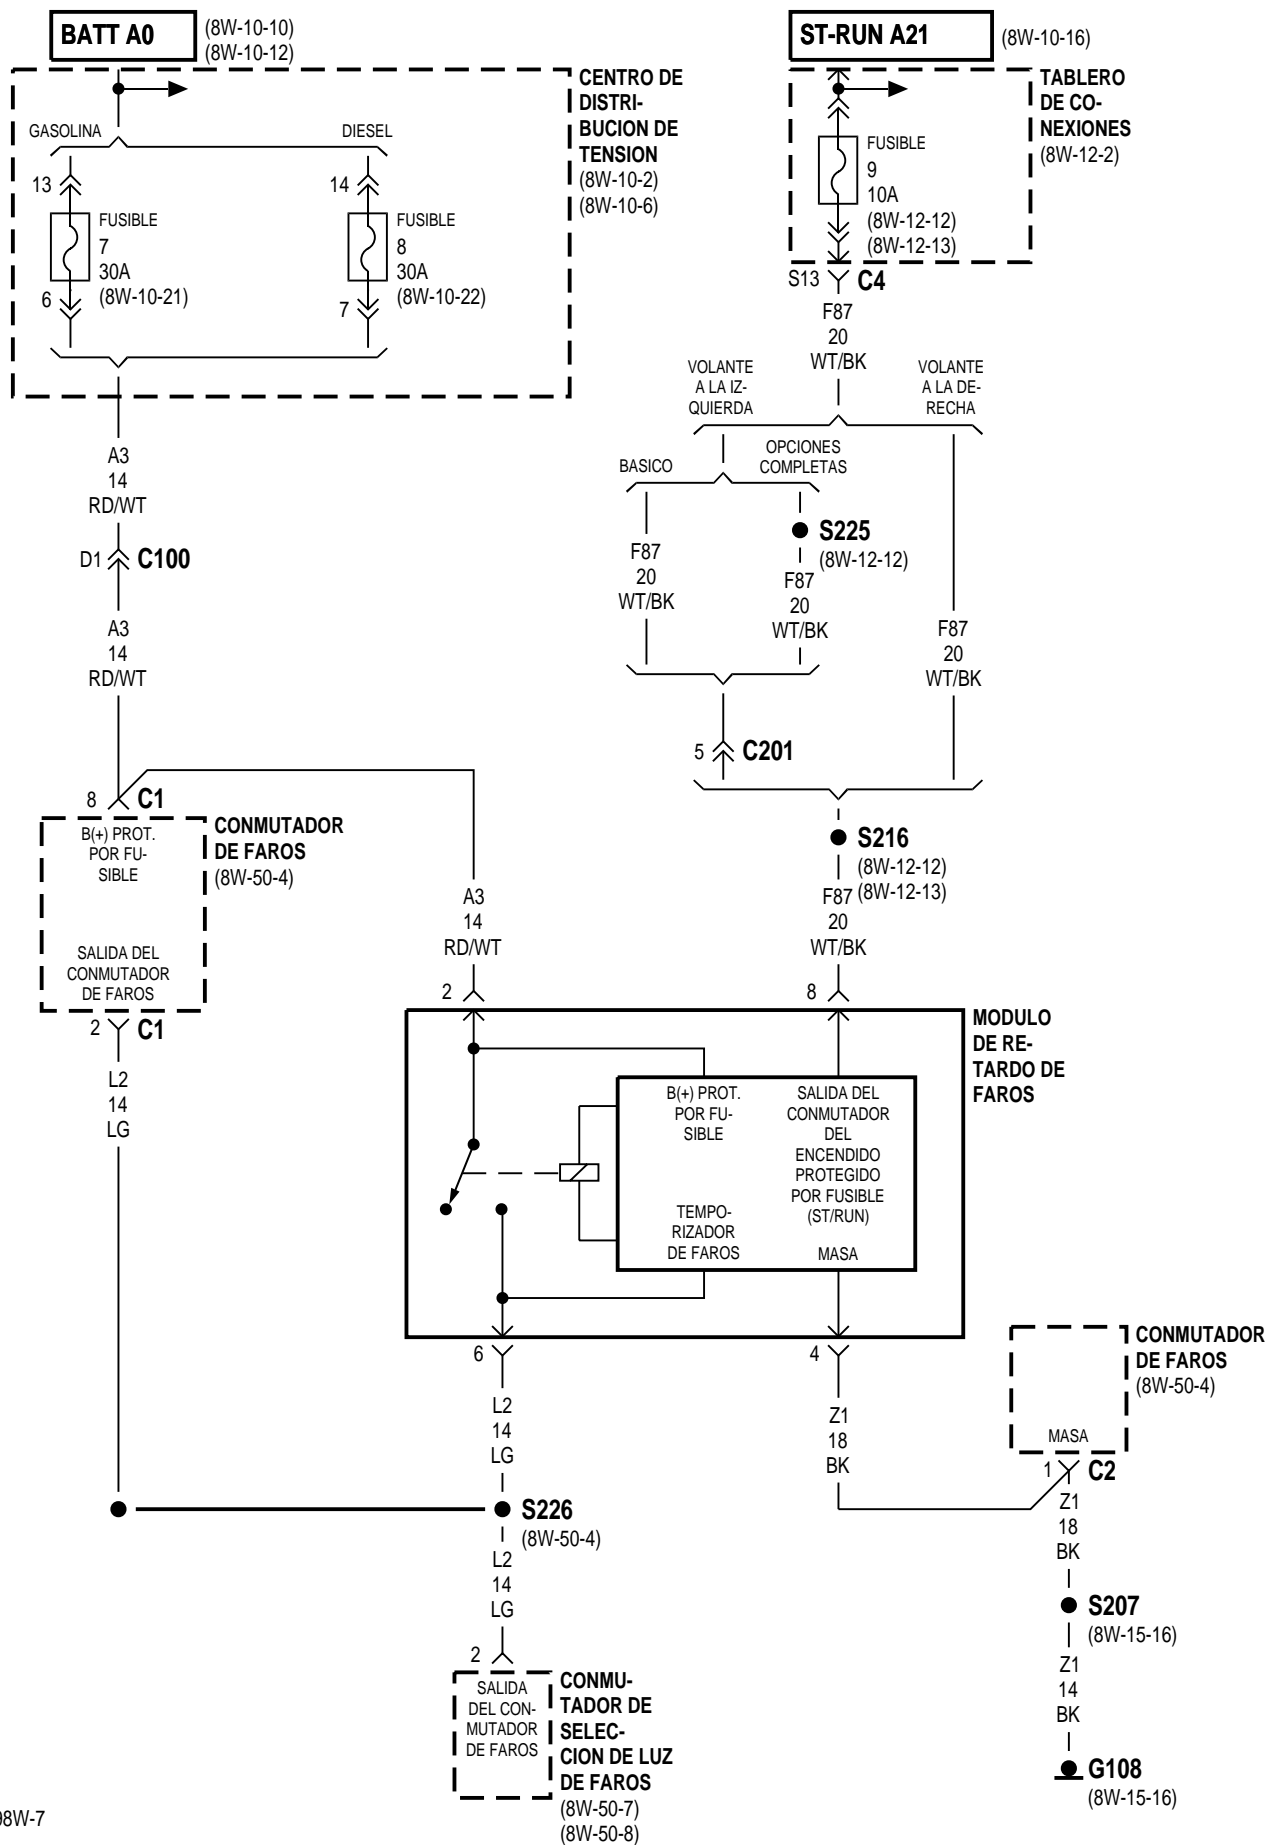 BATT A0
(8W-10-10)
(8W-10-12)
ST-RUN A21
(8W-10-16)
CENTRO DE
DISTRI-
BUCION DE
TENSION
(8W-10-2)
(8W-10-6)
GASOLINA
DIESEL
13
FUSIBLE
7
30A
(8W-10-21)
6
14
FUSIBLE
8
30A
(8W-10-22)
7
TABLERO
DE CO-
NEXIONES
(8W-12-2)
FUSIBLE
9
10A
(8W-12-12)
(8W-12-13)
S13
C4
F87
20
WT/BK
VOLANTE
A LA IZ-
QUIERDA
VOLANTE
A LA DE-
RECHA
BASICO
OPCIONES
COMPLETAS
S225
(8W-12-12)
F87
20
WT/BK
F87
20
WT/BK
F87
20
WT/BK
5
C201
S216
(8W-12-12)
(8W-12-13)
F87
20
WT/BK
A3
14
RD/WT
D1
C100
A3
14
RD/WT
8
C1
B(+) PROT.
POR FU-
SIBLE
CONMUTADOR
DE FAROS
(8W-50-4)
SALIDA DEL
CONMUTADOR
DE FAROS
2
C1
L2
14
LG
A3
14
RD/WT
2
8
MODULO
DE RE-
TARDO DE
FAROS
B(+) PROT.
POR FU-
SIBLE
SALIDA DEL
CONMUTADOR
DEL
ENCENDIDO
PROTEGIDO
POR FUSIBLE
(ST/RUN)
TEMPO-
RIZADOR
DE FAROS
MASA
6
4
L2
14
LG
Z1
18
BK
CONMUTADOR
DE FAROS
(8W-50-4)
MASA
1
C2
Z1
18
BK
S226
(8W-50-4)
L2
14
LG
S207
(8W-15-16)
Z1
14
BK
G108
(8W-15-16)
2
SALIDA
DEL CON-
MUTADOR
DE FAROS
CONMU-
TADOR DE
SELEC-
CION DE LUZ
DE FAROS
(8W-50-7)
(8W-50-8)
98W-7